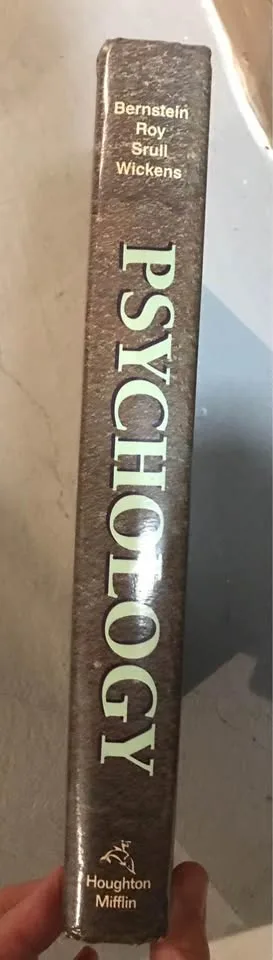 Bernstein
Roy
Srull
Wickens
PSYCHOLOGY
Houghton
Mifflin